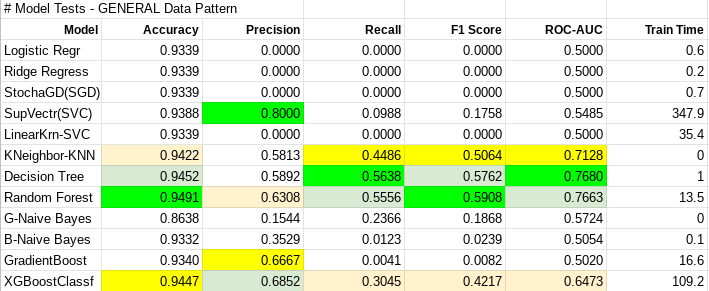 # Model Tests - GENERAL Data Pattern
Model Accuracy Precision Recall F1 Score ROC-AUC Train Time
Logistic Regr 0.9339 0.0000 0.0000 0.0000 0.5000 0.6
Ridge Regress 0.9339 0.0000 0.0000 0.0000 0.5000 0.2
StochaGD(SGD) 0.9339 0.0000 0.0000 0.0000 0.5000 0.7
SupVectr(SVC) 0.9388 0.8000 0.0988 0.1758 0.5485 347.9
LinearKrn-SVC 0.9339 0.0000 0.0000 0.0000 0.5000 35.4
KNeighbor-KNN 0.9422 0.5813 0.4486 0.5064 0.7128 0
Decision Tree 0.9452 0.5892 0.5638 0.5762 0.7680 1
Random Forest 0.9491 0.6308 0.5556 0.5908 0.7663 13.5
G-Naive Bayes 0.8638 0.1544 0.2366 0.1868 0.5724 0
B-Naive Bayes 0.9332 0.3529 0.0123 0.0239 0.5054 0.1
GradientBoost 0.9340 0.6667 0.0041 0.0082 0.5020 16.6
XGBoostClassf 0.9447 0.6852 0.3045 0.4217 0.6473 109.2